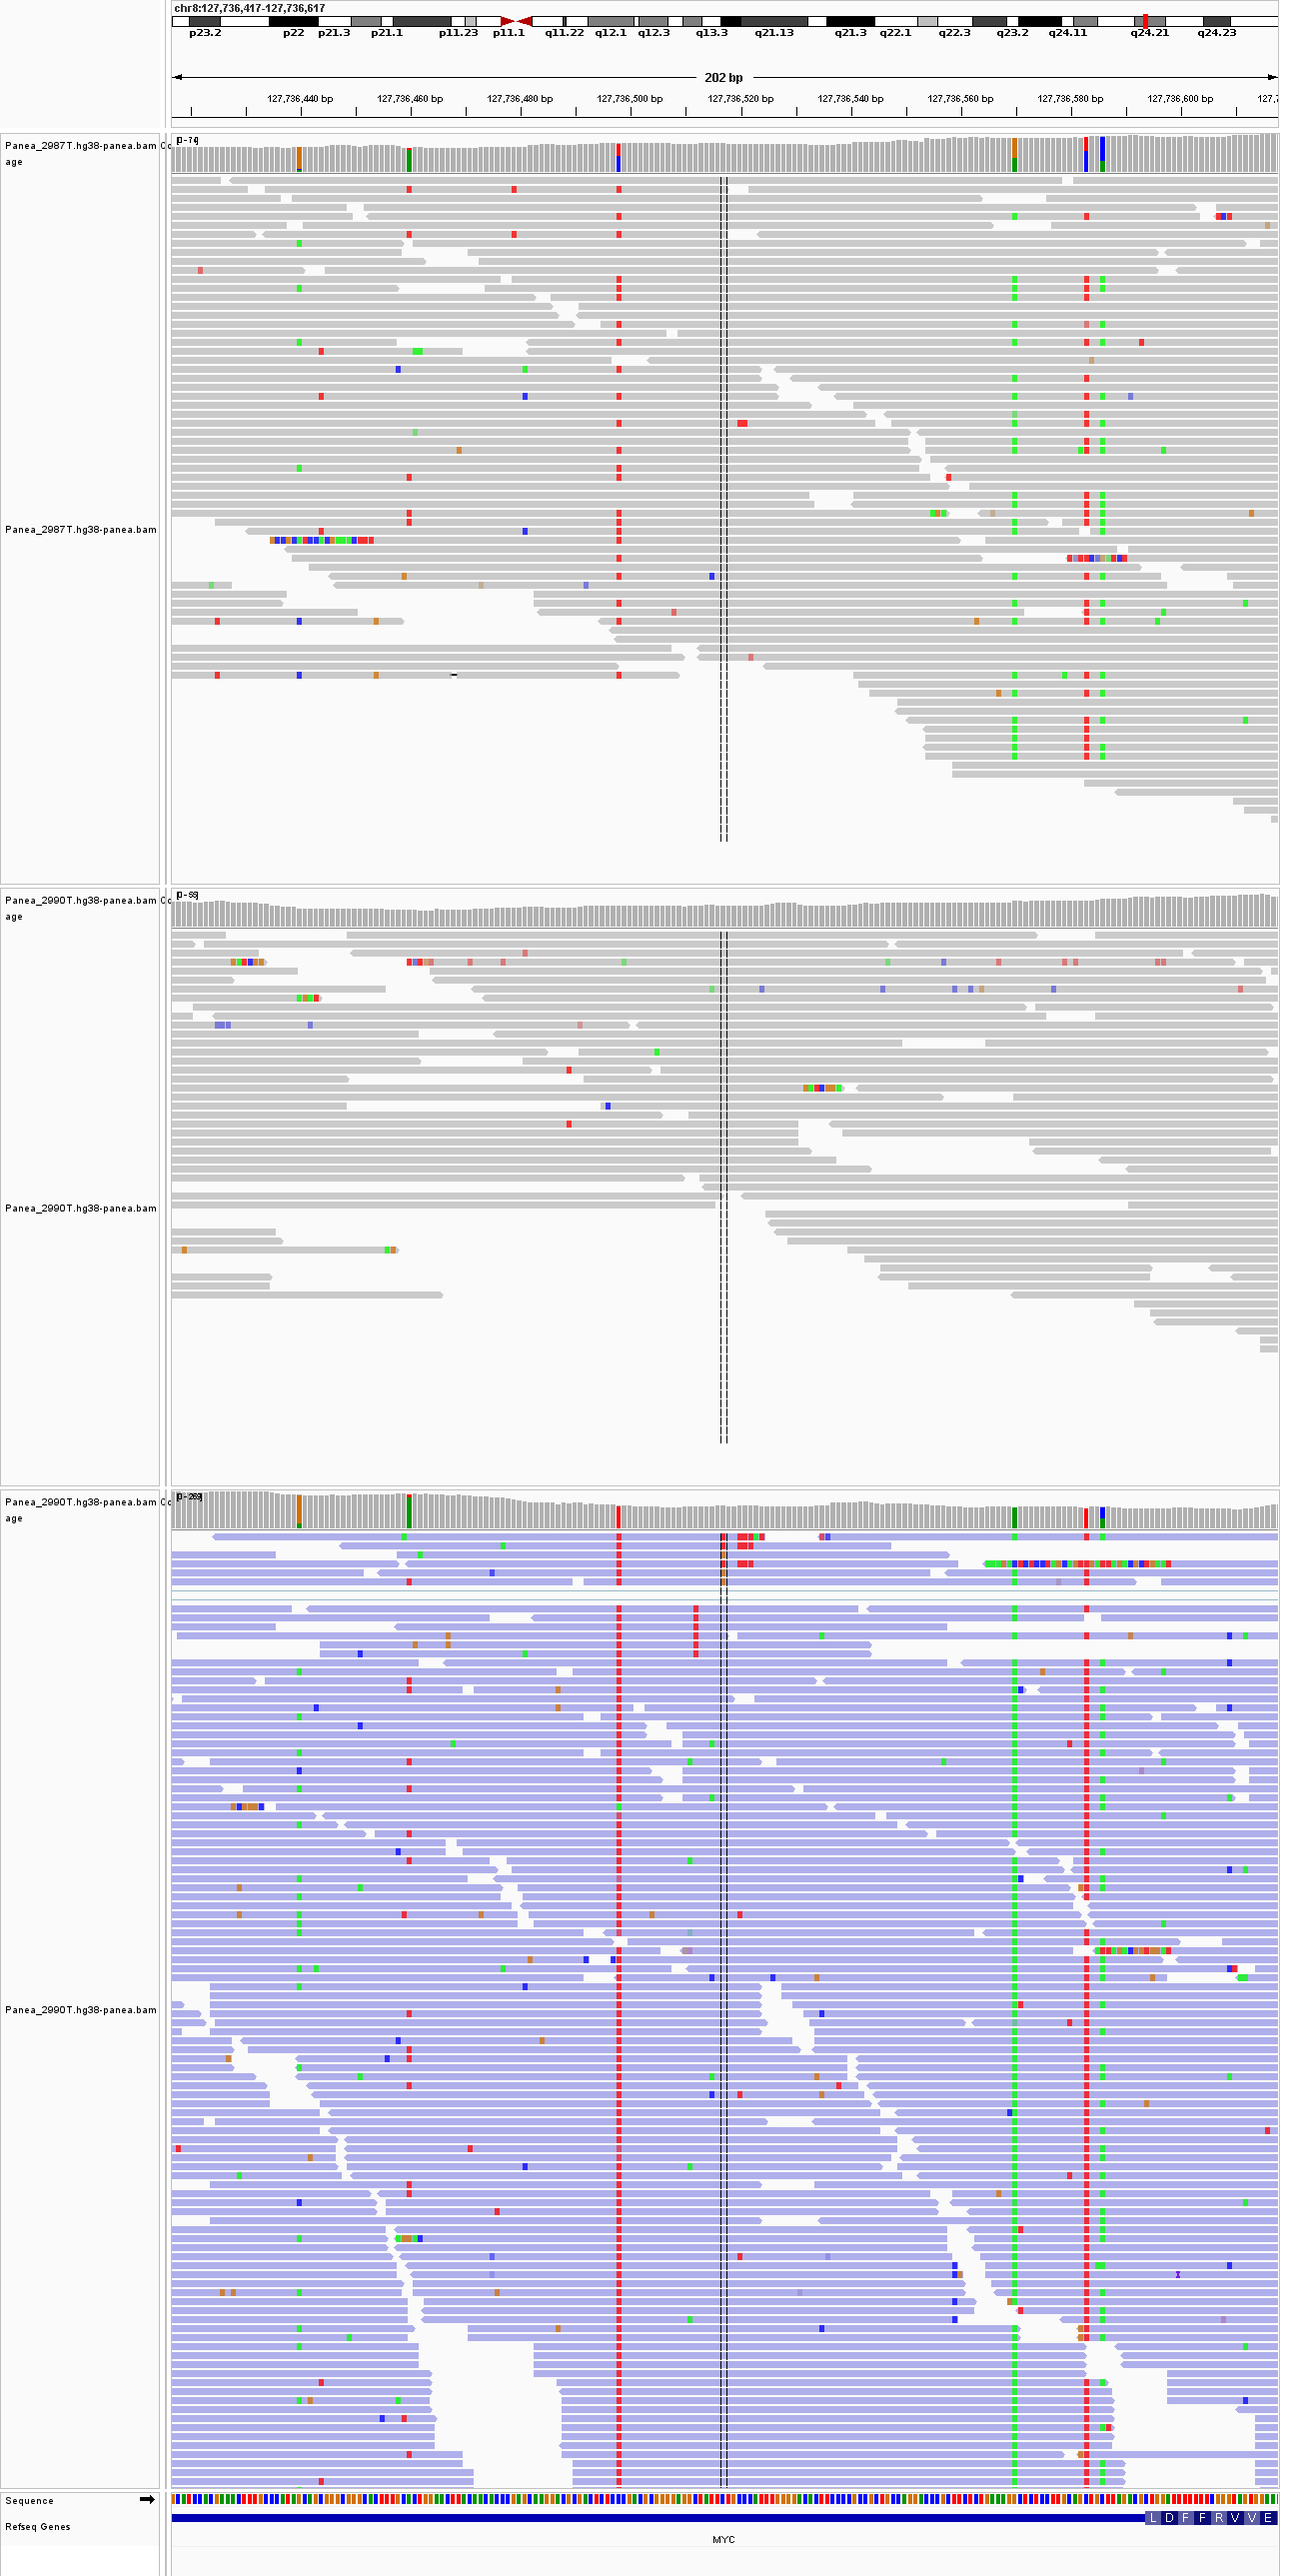 chr8:127,736,417-127,736,617
p23.2 p22 p21.3 p21.1 p11.23 p11.1 q11.22 q12.1 q12.3 q13.3 q21.13 q21.3 q22.1 q22.3 q23.2 q24.11 q24.21 q24.23
202 bp
127,736,440 bp 127,736,460 bp 127,736,480 bp 127,736,500 bp 127,736,520 bp 127,736,540 bp 127,736,560 bp 127,736,580 bp 127,736,600 bp 127,7
Panea_2987T.hg38-panea.bam Co
age
[0-74]
Panea_2987T.hg38-panea.bam
Panea_2990T.hg38-panea.bam Co
age
Panea_2990T.hg38-panea.bam
Panea_2990T.hg38-panea.bam Co
age
[0-269]
Panea_2990T.hg38-panea.bam
Sequence
Refseq Genes
L D F F R V V E
MYC